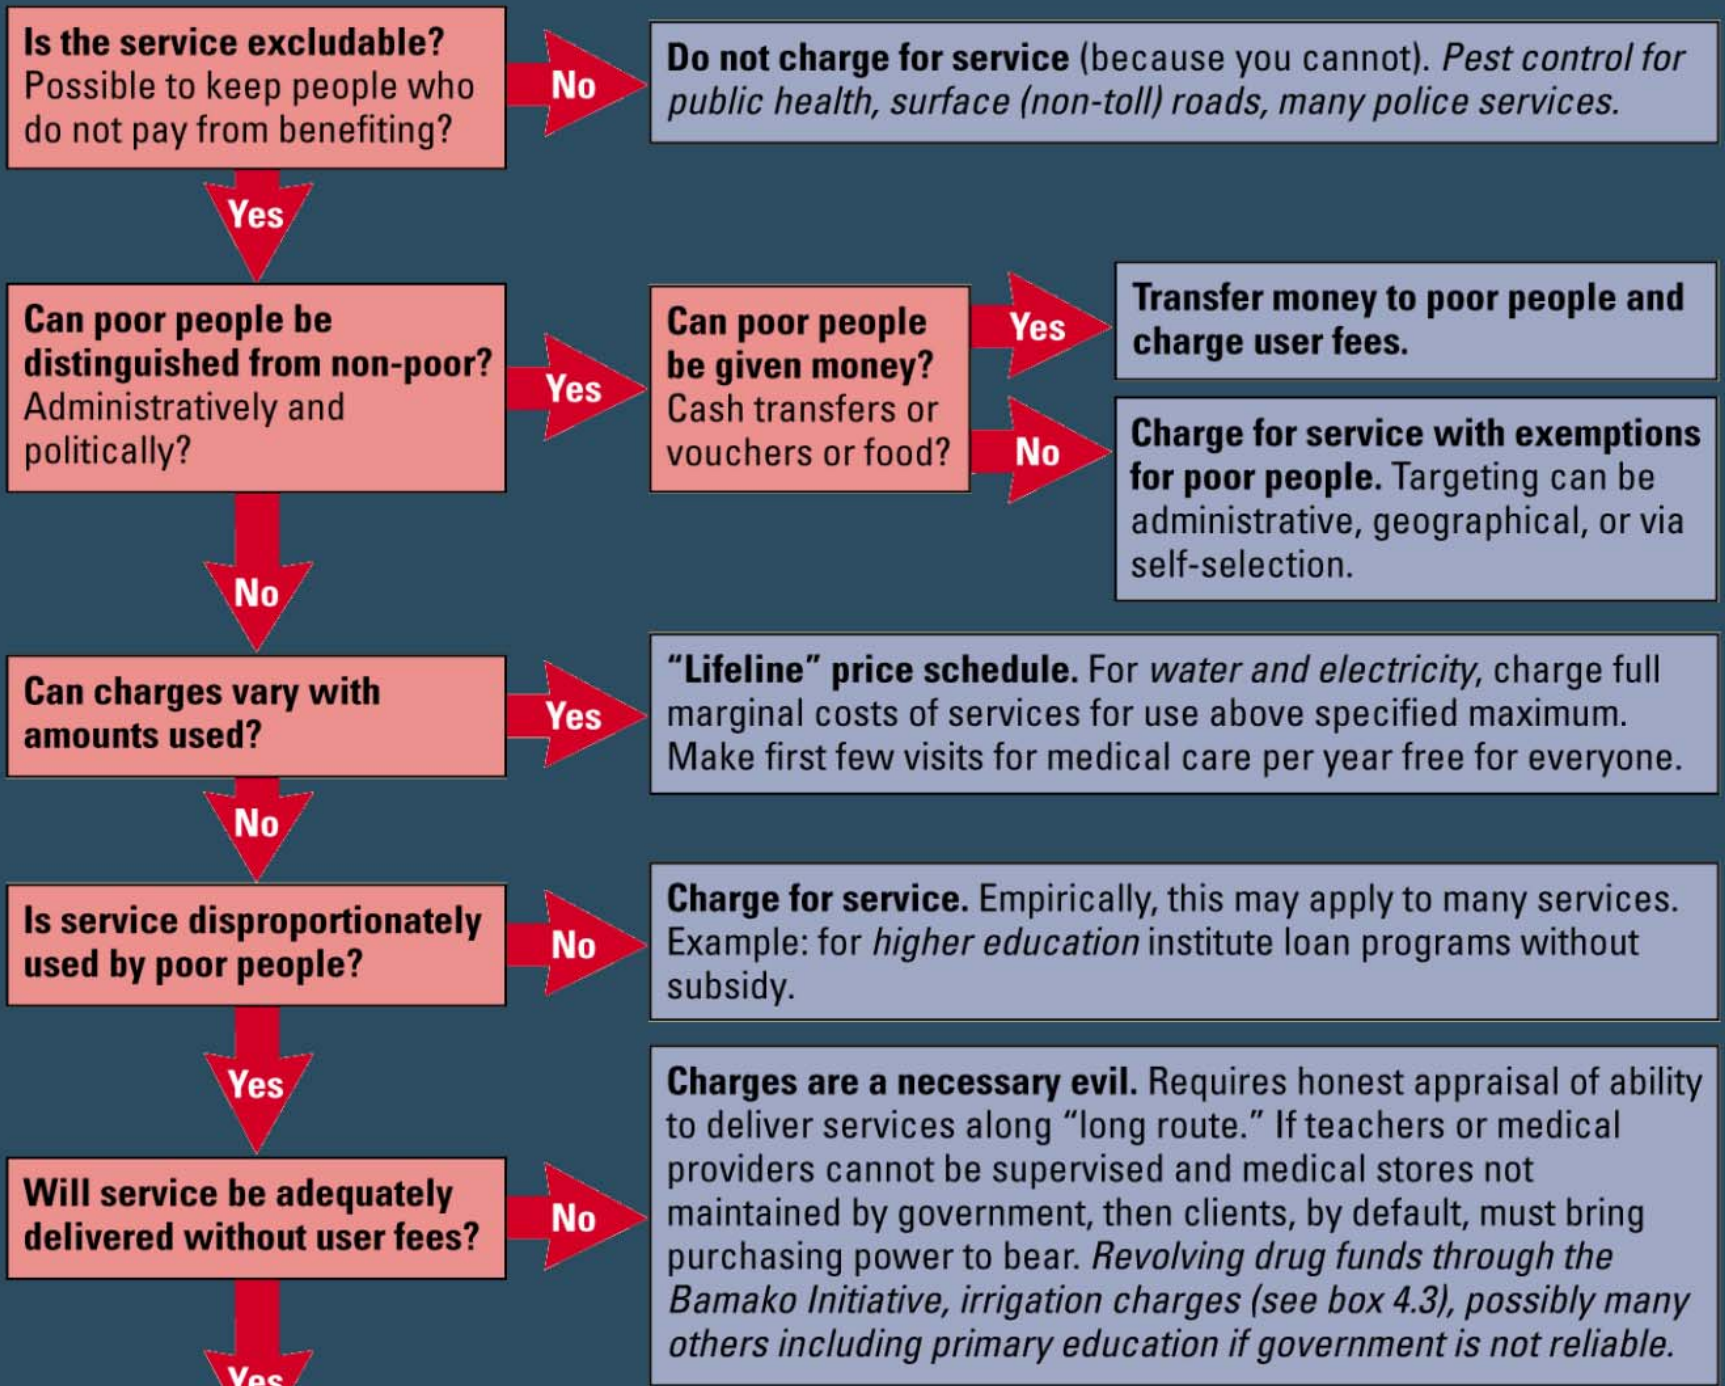 Is the service excludable?
Possible to keep people who
do not pay from benefiting?
No
Do not charge for service (because you cannot). Pest control for
public health, surface (non-toll) roads, many police services.
Yes
Can poor people be
distinguished from non-poor?
Administratively and
politically?
Yes
Can poor people
be given money?
Cash transfers or
vouchers or food?
Yes
Transfer money to poor people and
charge user fees.
No
Charge for service with exemptions
for poor people. Targeting can be
administrative, geographical, or via
self-selection.
No
Can charges vary with
amounts used?
Yes
“Lifeline” price schedule. For water and electricity, charge full
marginal costs of services for use above specified maximum.
Make first few visits for medical care per year free for everyone.
No
Is service disproportionately
used by poor people?
No
Charge for service. Empirically, this may apply to many services.
Example: for higher education institute loan programs without
subsidy.
Yes
Will service be adequately
delivered without user fees?
No
Charges are a necessary evil. Requires honest appraisal of ability
to deliver services along “long route.” If teachers or medical
providers cannot be supervised and medical stores not
maintained by government, then clients, by default, must bring
purchasing power to bear. Revolving drug funds through the
Bamako Initiative, irrigation charges (see box 4.3), possibly many
others including primary education if government is not reliable.
Yes